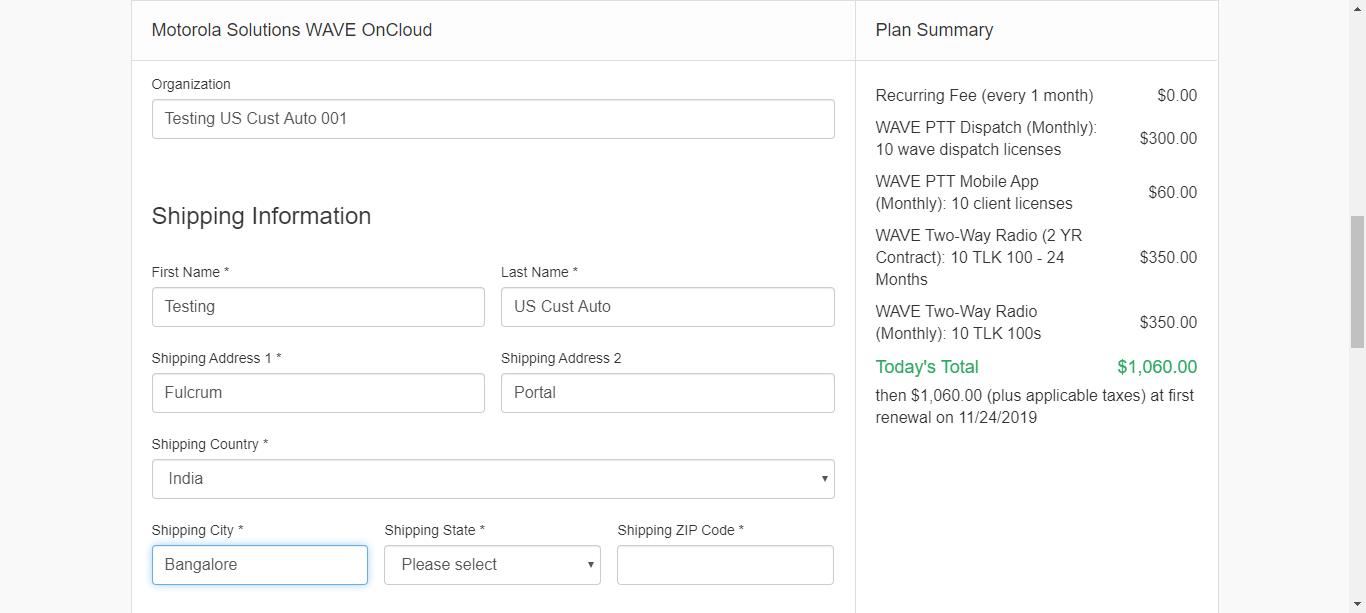 Motorola Solutions WAVE OnCloud
Organization
Testing US Cust Auto 001
Shipping Information
First Name *
Last Name *
Testing
US Cust Auto
Shipping Address 1 *
Shipping Address 2
Fulcrum
Portal
Shipping Country *
India
Shipping City *
Shipping State *
Shipping ZIP Code *
Bangalore
Please select
Plan Summary
Recurring Fee (every 1 month) $0.00
WAVE PTT Dispatch (Monthly):
10 wave dispatch licenses
$300.00
WAVE PTT Mobile App
(Monthly): 10 client licenses
$60.00
WAVE Two-Way Radio (2 YR
Contract): 10 TLK 100 - 24
Months
$350.00
WAVE Two-Way Radio
(Monthly): 10 TLK 100s
$350.00
Today's Total $1,060.00
then $1,060.00 (plus applicable taxes) at first
renewal on 11/24/2019